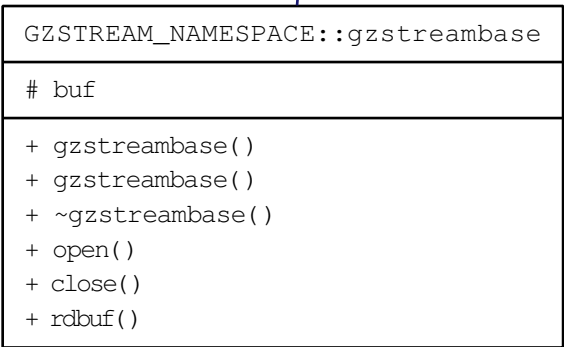 GZSTREAM_NAMESPACE::gzstreambase
# buf
+ gzstreambase()
+ gzstreambase()
+ ~gzstreambase()
+ open()
+ close()
+ rdbuf()